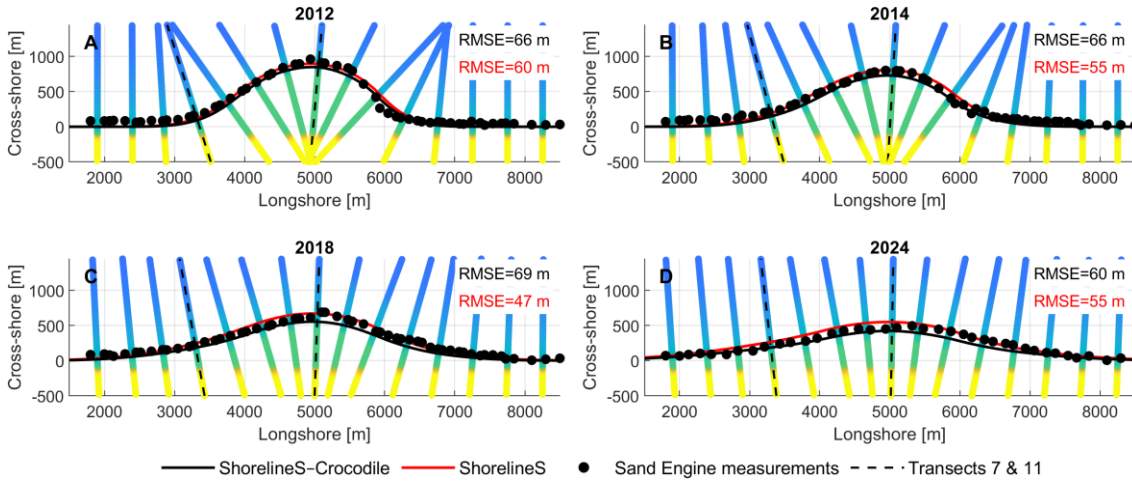 2012
A
RMSE=66 m
RMSE=60 m
Cross-shore [m]
1000
500
0
-500
2000 3000 4000 5000 6000 7000 8000
Longshore [m]
2014
B
RMSE=66 m
RMSE=55 m
Cross-shore [m]
1000
500
0
-500
2000 3000 4000 5000 6000 7000 8000
Longshore [m]
2018
C
RMSE=69 m
RMSE=47 m
Cross-shore [m]
1000
500
0
-500
2000 3000 4000 5000 6000 7000 8000
Longshore [m]
2024
D
RMSE=60 m
RMSE=55 m
Cross-shore [m]
1000
500
0
-500
2000 3000 4000 5000 6000 7000 8000
Longshore [m]
ShorelineS-Crocodile ShorelineS Sand Engine measurements Transects 7 & 11